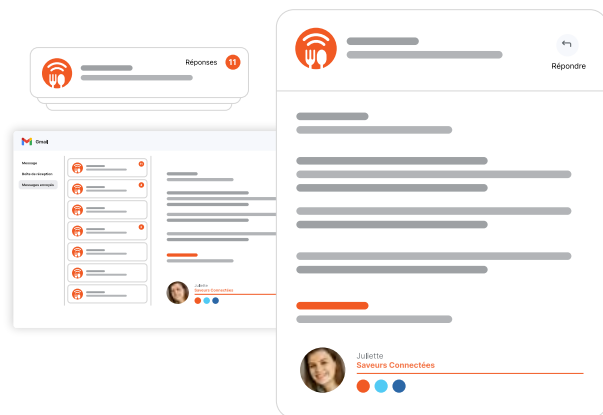 Réponses 11
Répondre
Gmail
Message
Boîte de réception
Messages envoyés
Juliette
Saveurs Connectées
Juliette
Saveurs Connectées